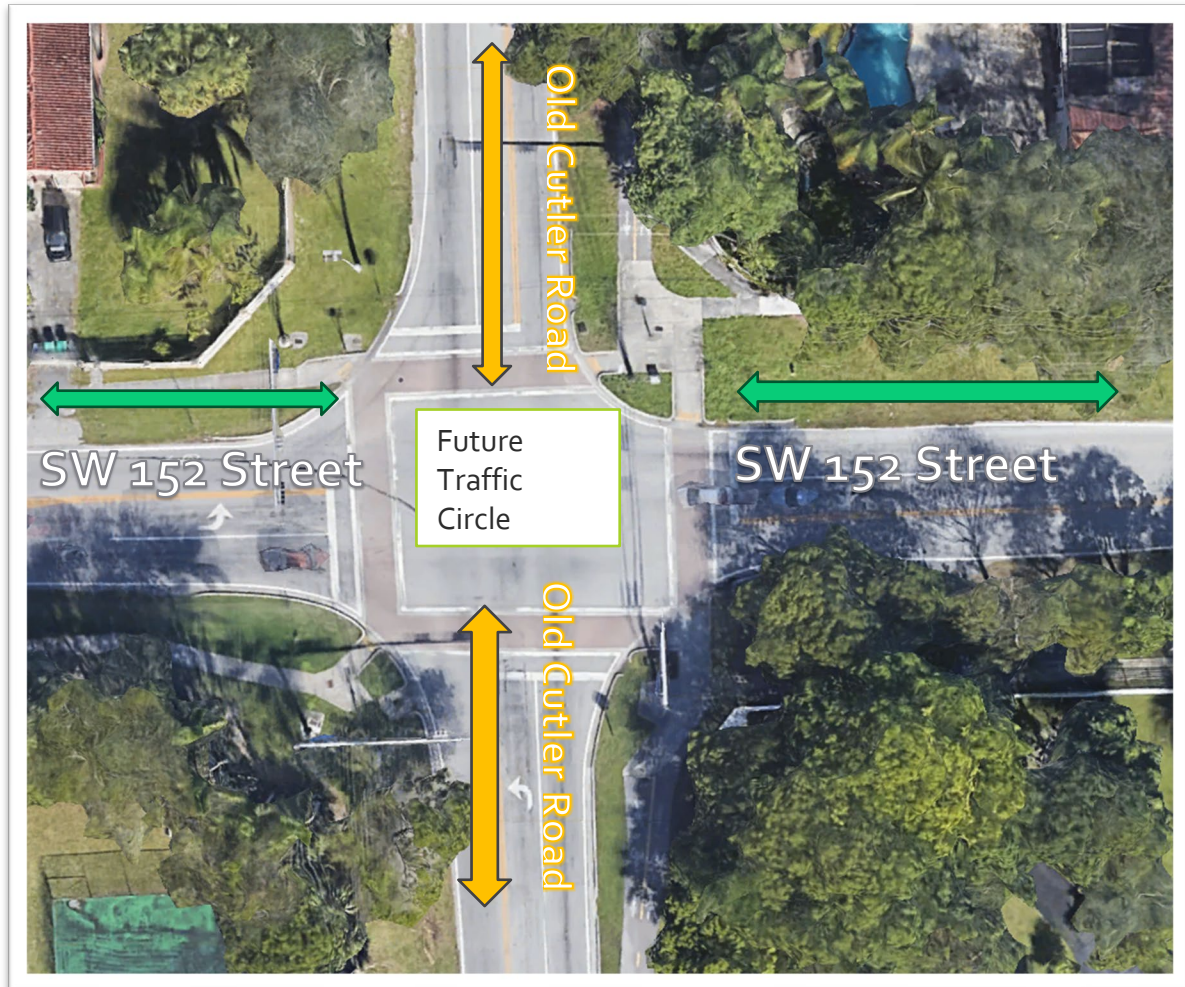 Old Cutler Road
SW 152 Street
Future
Traffic
Circle
SW 152 Street
Old Cutler Road